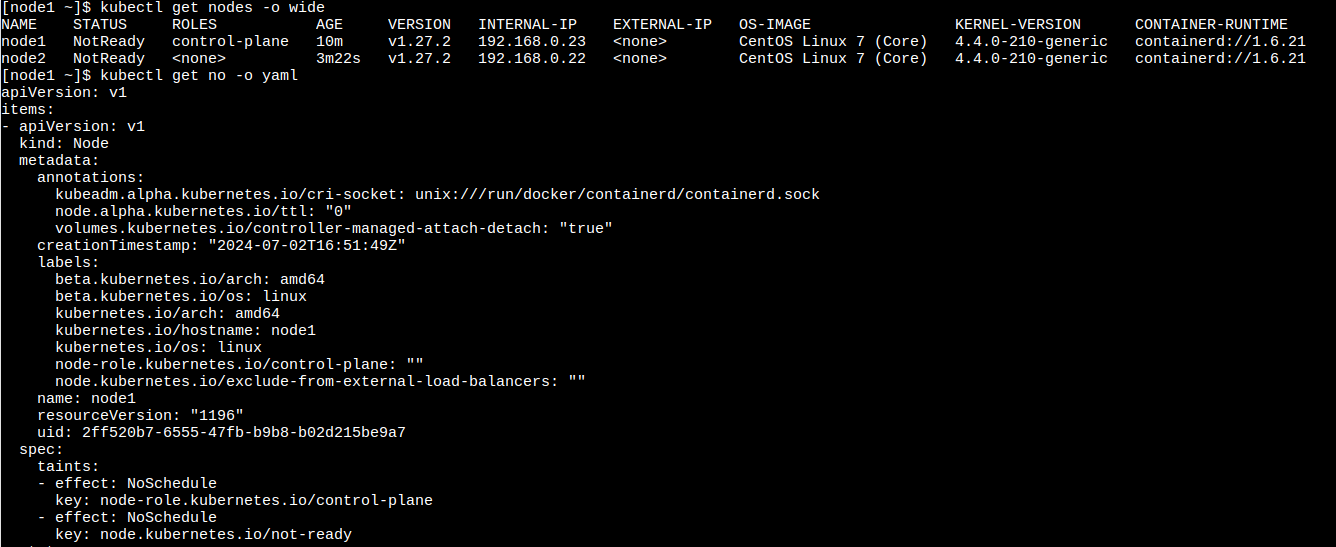 [node1 ~]$ kubectl get nodes -o wide
NAME    STATUS     ROLES           AGE     VERSION   INTERNAL-IP    EXTERNAL-IP   OS-IMAGE                KERNEL-VERSION      CONTAINER-RUNTIME
node1   NotReady   control-plane   10m     v1.27.2   192.168.0.23   <none>        CentOS Linux 7 (Core)   4.4.0-210-generic   containerd://1.6.21
node2   NotReady   <none>          3m22s   v1.27.2   192.168.0.22   <none>        CentOS Linux 7 (Core)   4.4.0-210-generic   containerd://1.6.21
[node1 ~]$ kubectl get no -o yaml
apiVersion: v1
items:
- apiVersion: v1
  kind: Node
  metadata:
    annotations:
      kubeadm.alpha.kubernetes.io/cri-socket: unix:///run/docker/containerd/containerd.sock
      node.alpha.kubernetes.io/ttl: "0"
      volumes.kubernetes.io/controller-managed-attach-detach: "true"
    creationTimestamp: "2024-07-02T16:51:49Z"
    labels:
      beta.kubernetes.io/arch: amd64
      beta.kubernetes.io/os: linux
      kubernetes.io/arch: amd64
      kubernetes.io/hostname: node1
      kubernetes.io/os: linux
      node-role.kubernetes.io/control-plane: ""
      node.kubernetes.io/exclude-from-external-load-balancers: ""
    name: node1
    resourceVersion: "1196"
    uid: 2ff520b7-6555-47fb-b9b8-b02d215be9a7
  spec:
    taints:
    - effect: NoSchedule
      key: node-role.kubernetes.io/control-plane
    - effect: NoSchedule
      key: node.kubernetes.io/not-ready